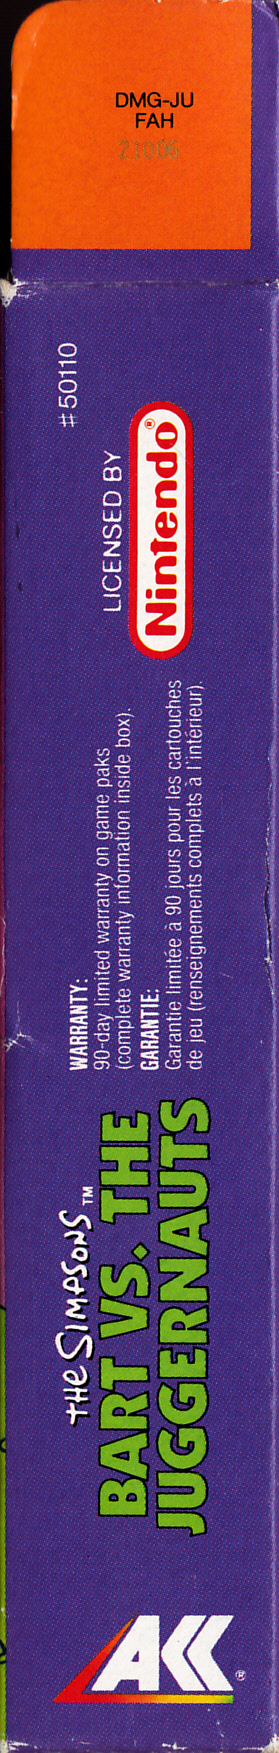 DMG-JU
FAH
21006
#50110
LICENSED BY
Nintendo®
WARRANTY:
90-day limited warranty on game paks
(complete warranty information inside box).
GARANTIE:
Garantie limitée à 90 jours pour les cartouches
de jeu (renseignements complets à l'intérieur).
THE SIMPSONS™
BART VS. THE
JUGGERNAUTS
AKK®